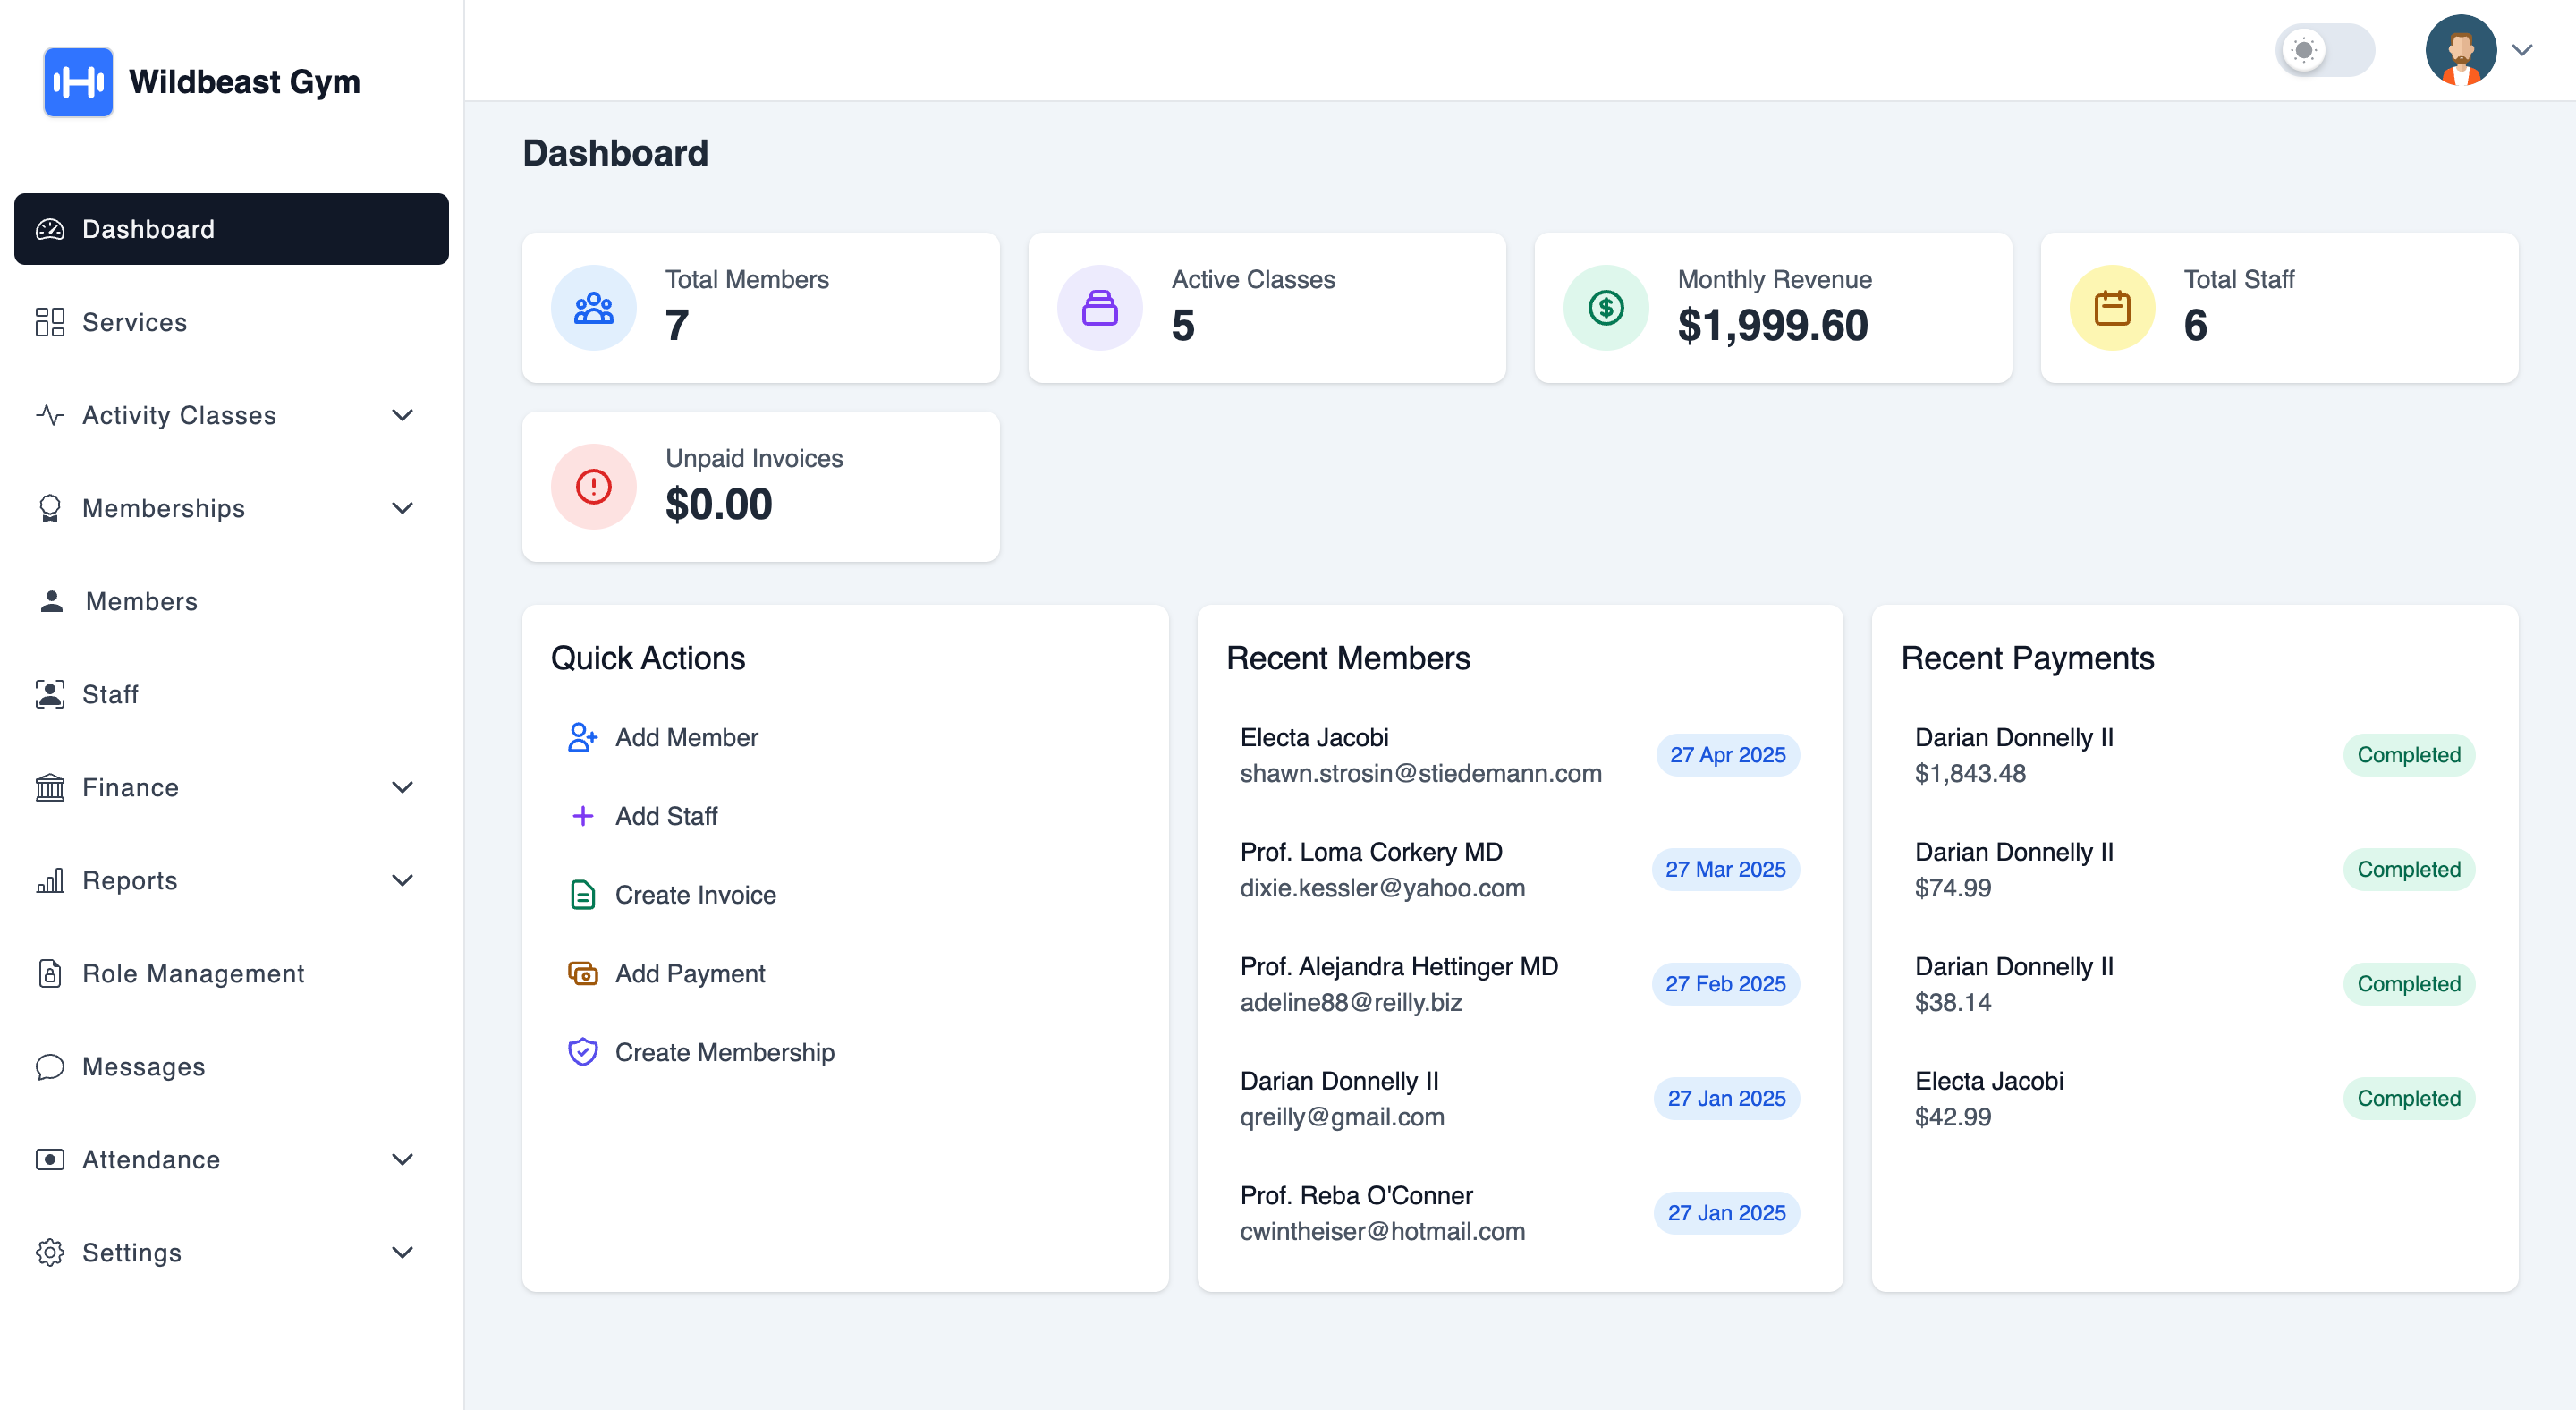 Wildbeast Gym
Dashboard
Services
Activity Classes
Memberships
Members
Staff
Finance
Reports
Role Management
Messages
Attendance
Settings
Dashboard
Total Members
7
Active Classes
5
Monthly Revenue
$1,999.60
Total Staff
6
Unpaid Invoices
$0.00
Quick Actions
Add Member
Add Staff
Create Invoice
Add Payment
Create Membership
Recent Members
Electa Jacobi
shawn.strosin@stiedemann.com
27 Apr 2025
Prof. Loma Corkery MD
dixie.kessler@yahoo.com
27 Mar 2025
Prof. Alejandra Hettinger MD
adeline88@reilly.biz
27 Feb 2025
Darian Donnelly II
qreilly@gmail.com
27 Jan 2025
Prof. Reba O'Conner
cwintheiser@hotmail.com
27 Jan 2025
Recent Payments
Darian Donnelly II
$1,843.48
Completed
Darian Donnelly II
$74.99
Completed
Darian Donnelly II
$38.14
Completed
Electa Jacobi
$42.99
Completed